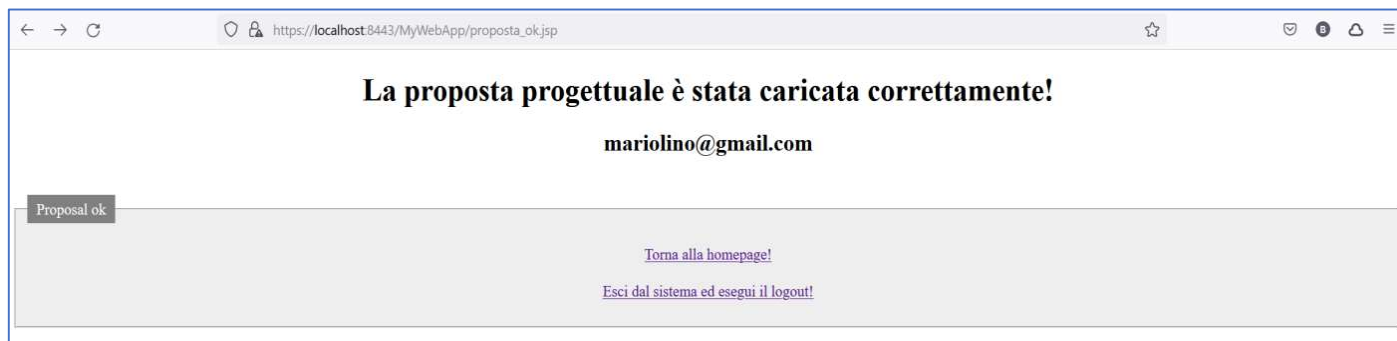 https://localhost:8443/MyWebApp/proposta_ok.jsp
B
La proposta progettuale è stata caricata correttamente!
mariolino@gmail.com
Proposal ok
Torna alla homepage!
Esci dal sistema ed esegui il logout!